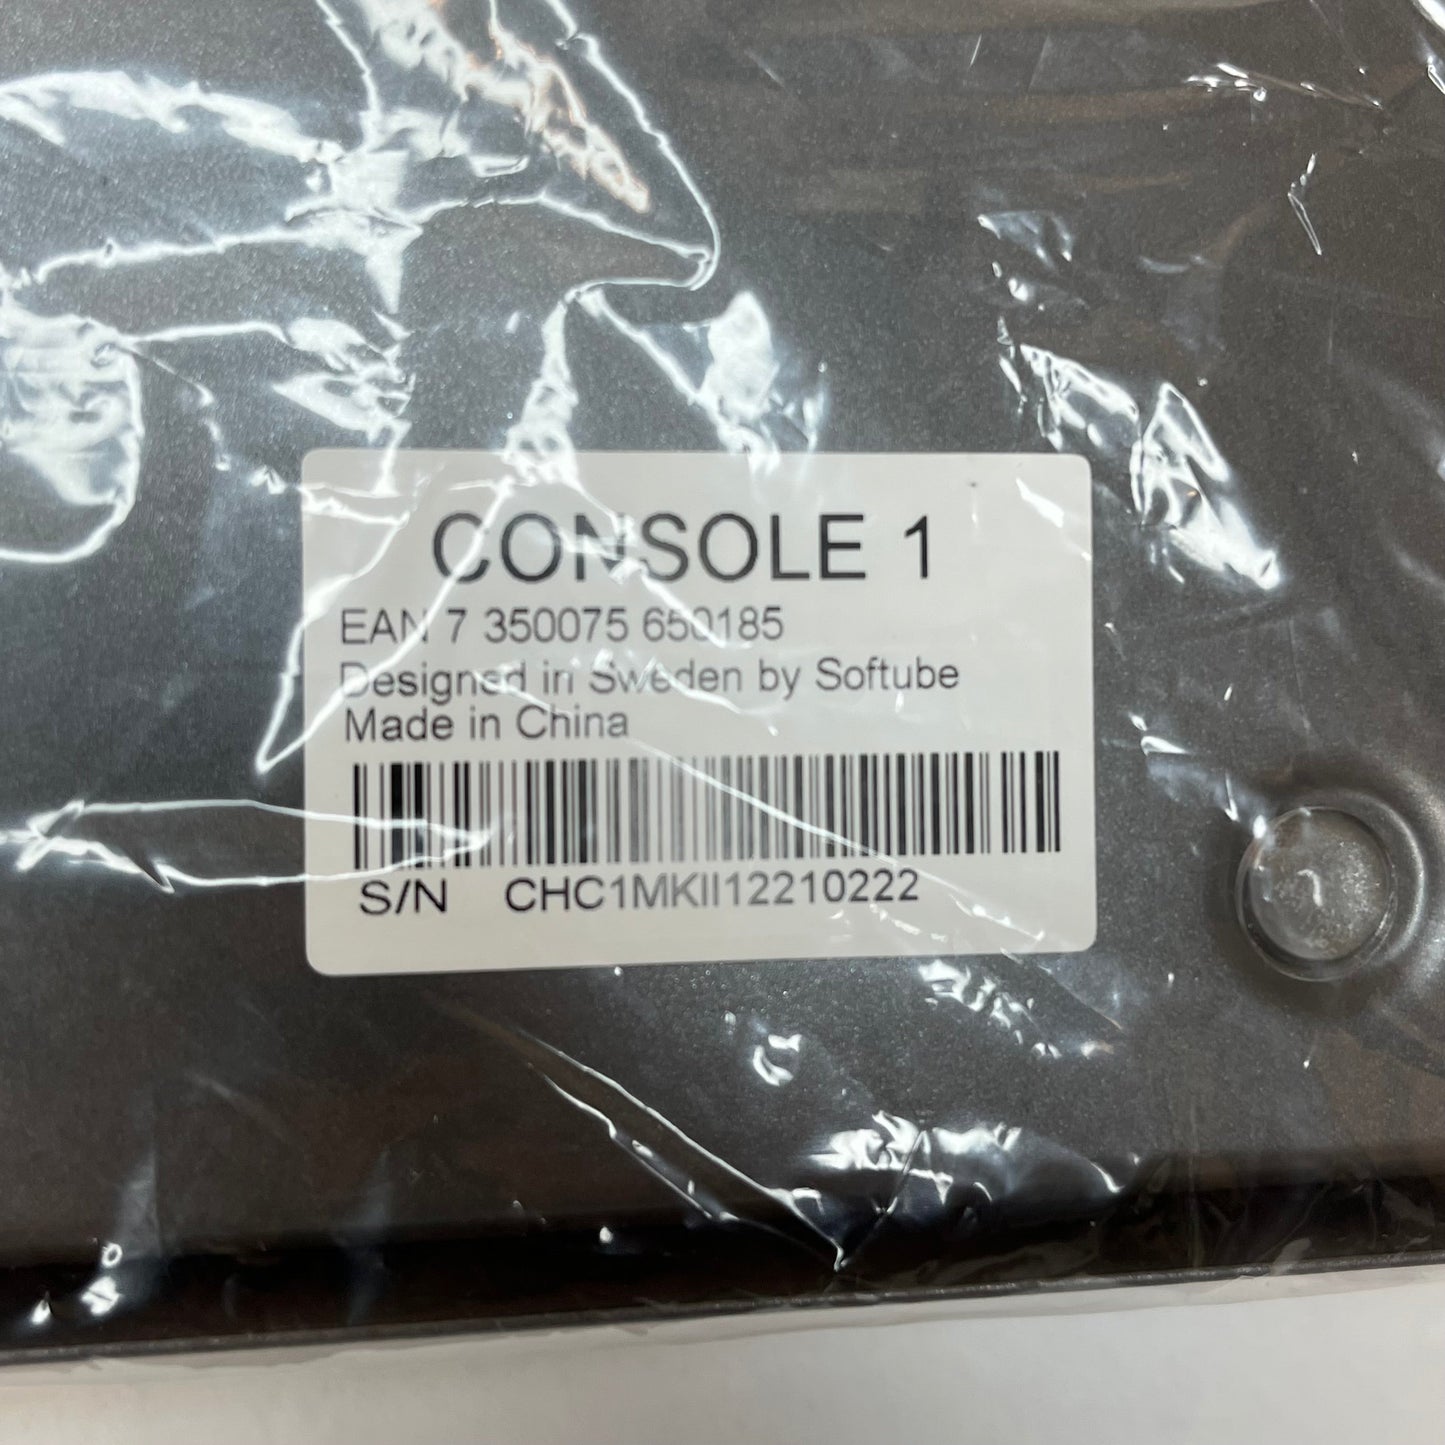 CONSOLE 1
EAN 7 350075 650185
Designed in Sweden by Softube
Made in China
S/N CHC1MKII12210222